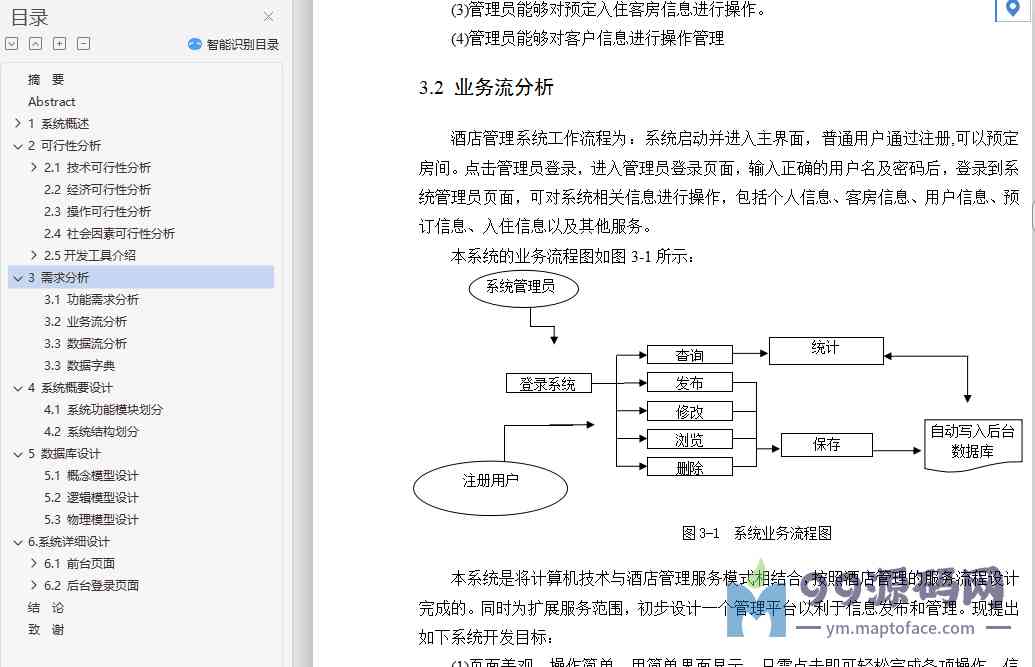 目录
智能识别目录
摘 要
Abstract
1 系统概述
2 可行性分析
2.1 技术可行性分析
2.2 经济可行性分析
2.3 操作可行性分析
2.4 社会因素可行性分析
2.5 开发工具介绍
3 需求分析
3.1 功能需求分析
3.2 业务流分析
3.3 数据流分析
3.3 数据字典
4 系统概要设计
4.1 系统功能模块划分
4.2 系统结构划分
5 数据库设计
5.1 概念模型设计
5.2 逻辑模型设计
5.3 物理模型设计
6.系统详细设计
6.1 前台页面
6.2 后台登录页面
结 论
致 谢
(3)管理员能够对预定入住客房信息进行操作。
(4)管理员能够对客户信息进行操作管理
3.2 业务流分析
酒店管理系统工作流程为：系统启动并进入主界面，普通用户通过注册,可以预定
房间。点击管理员登录，进入管理员登录页面，输入正确的用户名及密码后，登录到系
统管理员页面，可对系统相关信息进行操作，包括个人信息、客房信息、用户信息、预
订信息、入住信息以及其他服务。
本系统的业务流程图如图 3-1 所示：
系统管理员
登录系统
注册用户
查询
发布
修改
浏览
删除
统计
保存
自动写入后台
数据库
图 3-1 系统业务流程图
本系统是将计算机技术与酒店管理服务模式相结合，按照酒店管理的服务流程设计
完成的。同时为扩展服务范围，初步设计一个管理平台以利于信息发布和管理。现提出
如下系统开发目标：
(1)页面美观，操作简单，用简单界面显示，只需点击即可轻松完成各项操作，信
99源码网
ym.maptoface.com